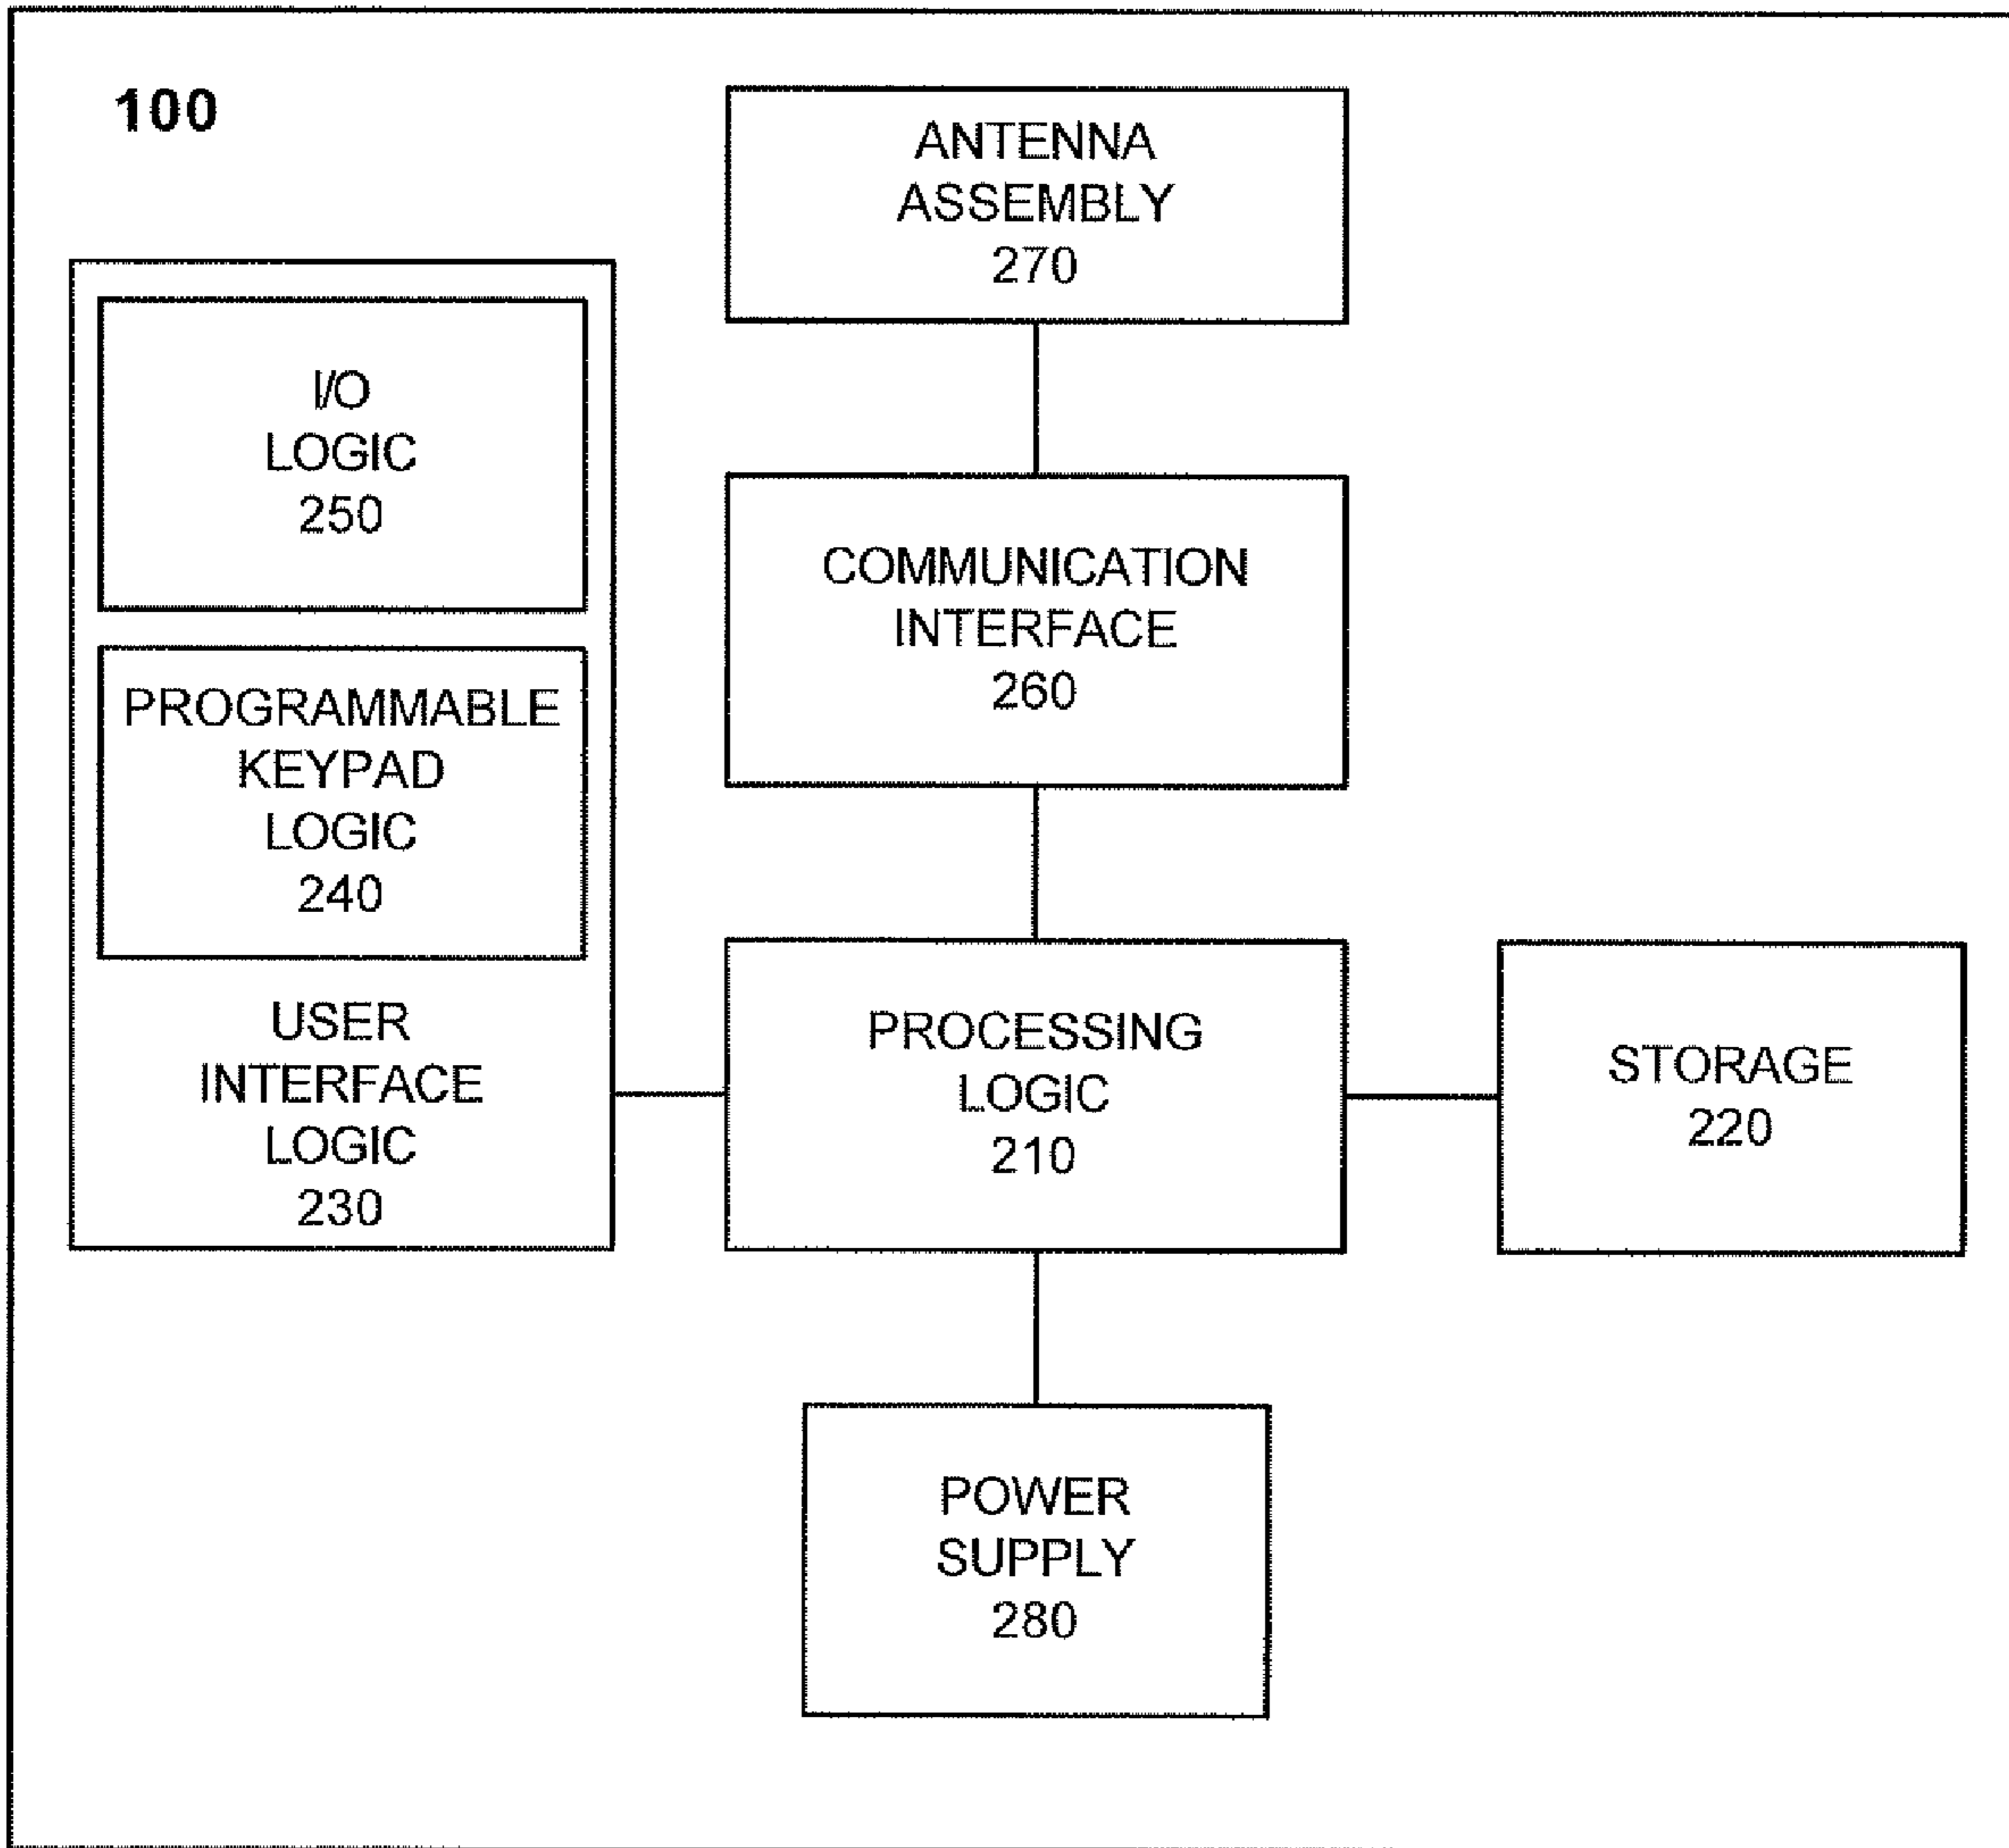 100
ANTENNA
ASSEMBLY
270
I/O
LOGIC
250
PROGRAMMABLE
KEYPAD
LOGIC
240
USER
INTERFACE
LOGIC
230
COMMUNICATION
INTERFACE
260
PROCESSING
LOGIC
210
STORAGE
220
POWER
SUPPLY
280